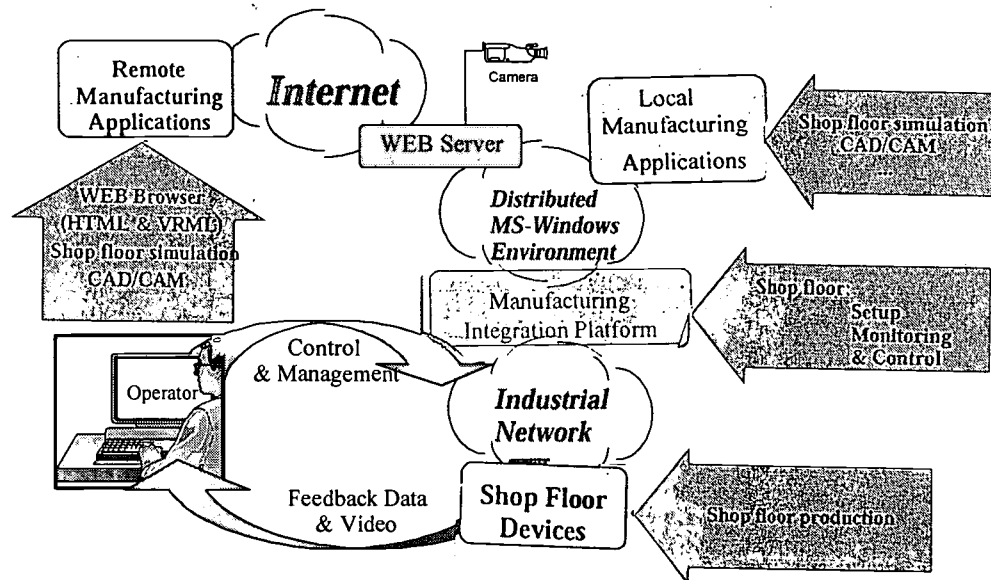 Remote
Manufacturing
Applications
Internet
Camera
WEB Server
Local
Manufacturing
Applications
Shop floor simulation
CAD/CAM
...
WEB Browser
(HTML & VRML)
Shop floor simulation
CAD/CAM
Distributed
MS-Windows
Environment
Manufacturing
Integration Platform
Shop floor
Setup
Monitoring
& Control
Operator
Control
& Management
Industrial
Network
Feedback Data
& Video
Shop Floor
Devices
Shop floor production